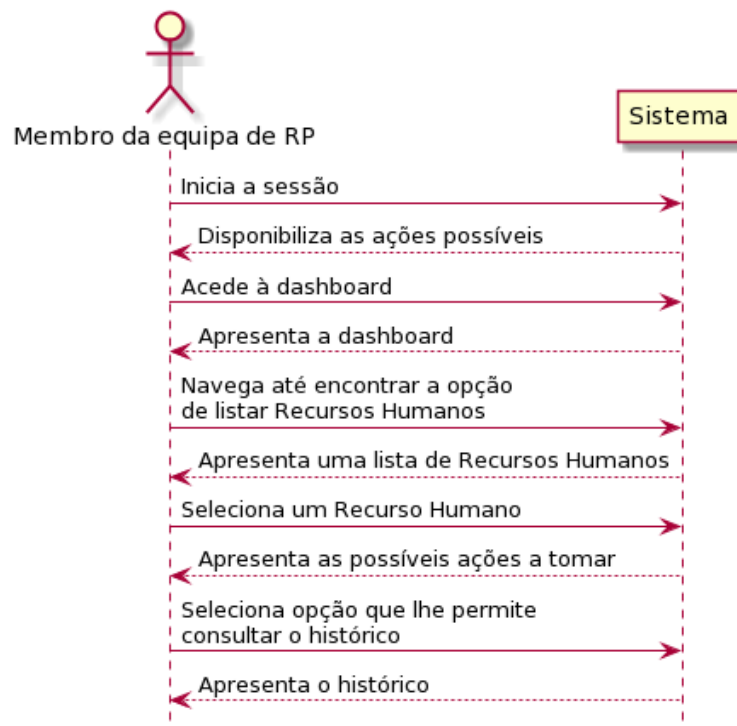 Membro da equipa de RP
Sistema
Inicia a sessão
Disponibiliza as ações possíveis
Acede à dashboard
Apresenta a dashboard
Navega até encontrar a opção
de listar Recursos Humanos
Apresenta uma lista de Recursos Humanos
Seleciona um Recurso Humano
Apresenta as possíveis ações a tomar
Seleciona opção que lhe permite
consultar o histórico
Apresenta o histórico